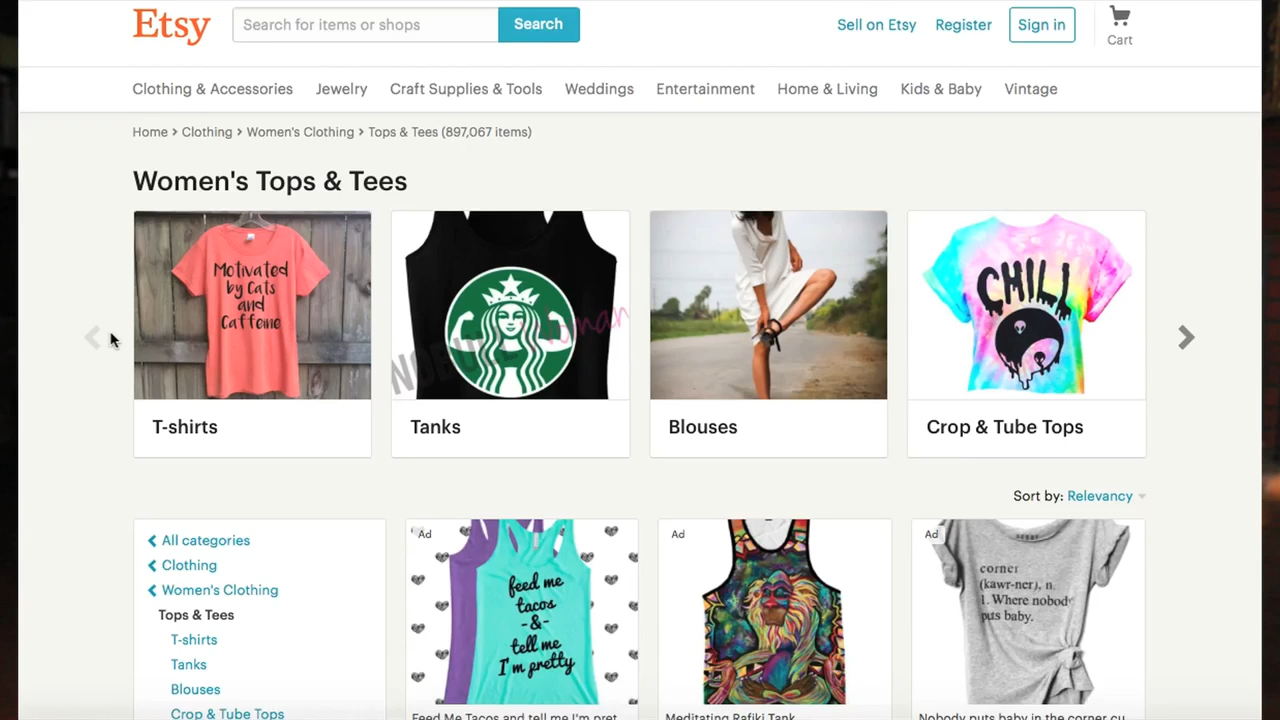 Etsy
Search for items or shops
Search
Sell on Etsy
Register
Sign in
Cart
Clothing & Accessories
Jewelry
Craft Supplies & Tools
Weddings
Entertainment
Home & Living
Kids & Baby
Vintage
Home > Clothing > Women's Clothing > Tops & Tees (897,067 items)
Women's Tops & Tees
Motivated
by Cats
and
Caffeine
CHILL
T-shirts
Tanks
Blouses
Crop & Tube Tops
Sort by: Relevancy
All categories
Clothing
Women's Clothing
Tops & Tees
T-shirts
Tanks
Blouses
Crop & Tube Tops
Ad
feed me
tacos
-&-
tell me
I'm pretty
Feed Me Tacos and tell me I'm pret
Ad
Meditating Rafiki Tank
Ad
corner
(kawr-ner), n.
1. Where nobody
puts baby.
Nobody puts baby in the corner cu